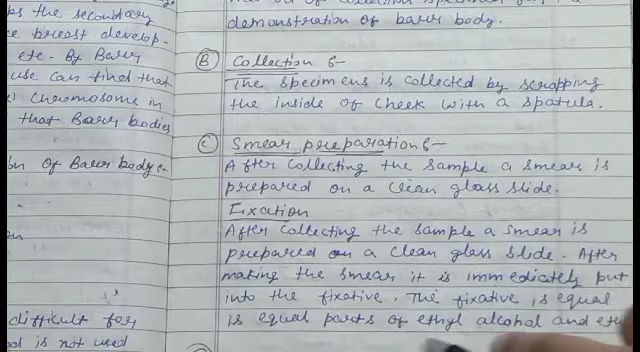 the secondary
breast develop-
etc. By Barr
use can find that
chromosome in
that Barr bodies
of Barr body:-
difficult for
is not used
demonstration of barr body.
(B) Collection :-
The specimens is collected by scrapping
the inside of cheek with a spatula.
(C) Smear preparation :-
After collecting the sample a smear is
prepared on a clean glass slide.
Fixation
After collecting the sample a smear is
prepared on a clean glass slide. After
making the smear it is immediately put
into the fixative. The fixative is equal
is equal parts of ethyl alcohol and